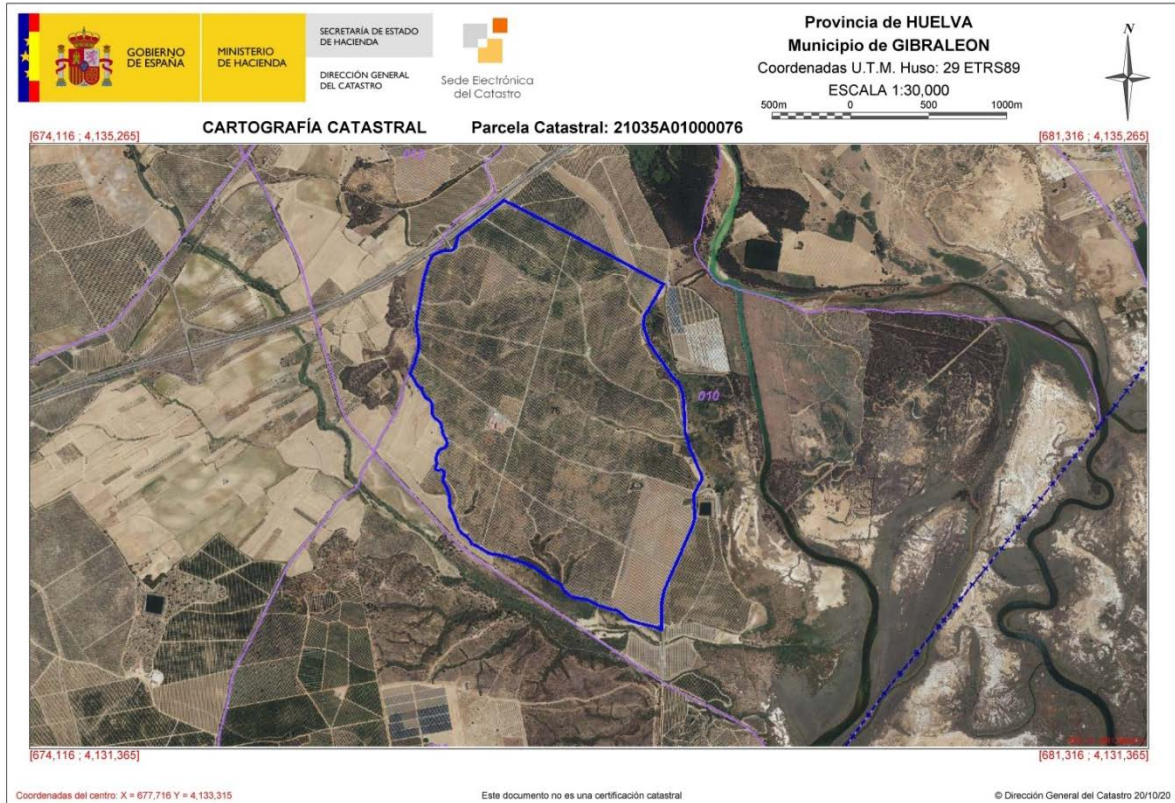 GOBIERNO
DE ESPAÑA
MINISTERIO
DE HACIENDA
SECRETARÍA DE ESTADO
DE HACIENDA
DIRECCIÓN GENERAL
DEL CATASTRO
Sede Electrónica
del Catastro
Provincia de HUELVA
Municipio de GIBRALEON
Coordenadas U.T.M. Huso: 29 ETRS89
ESCALA 1:30,000
500m 0 500 1000m
N
CARTOGRAFÍA CATASTRAL Parcela Catastral: 21035A01000076
[674,116 ; 4,135,265]
[681,316 ; 4,135,265]
010
76
[674,116 ; 4,131,365]
[681,316 ; 4,131,365]
Coordenadas del centro: X = 677,716 Y = 4,133,315
Este documento no es una certificación catastral
© Dirección General del Catastro 20/10/20